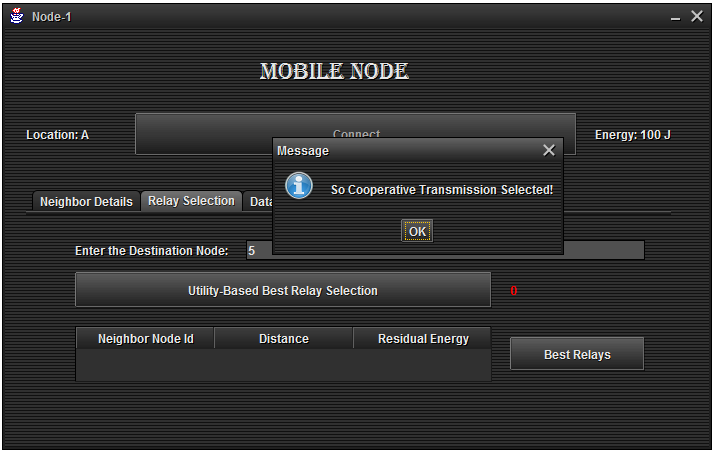 Node-1
MOBILE NODE
Location: A
Connect
Energy: 100 J
Message
So Cooperative Transmission Selected!
OK
Neighbor Details
Relay Selection
Data
Enter the Destination Node:
5
Utility-Based Best Relay Selection
0
Neighbor Node Id
Distance
Residual Energy
Best Relays